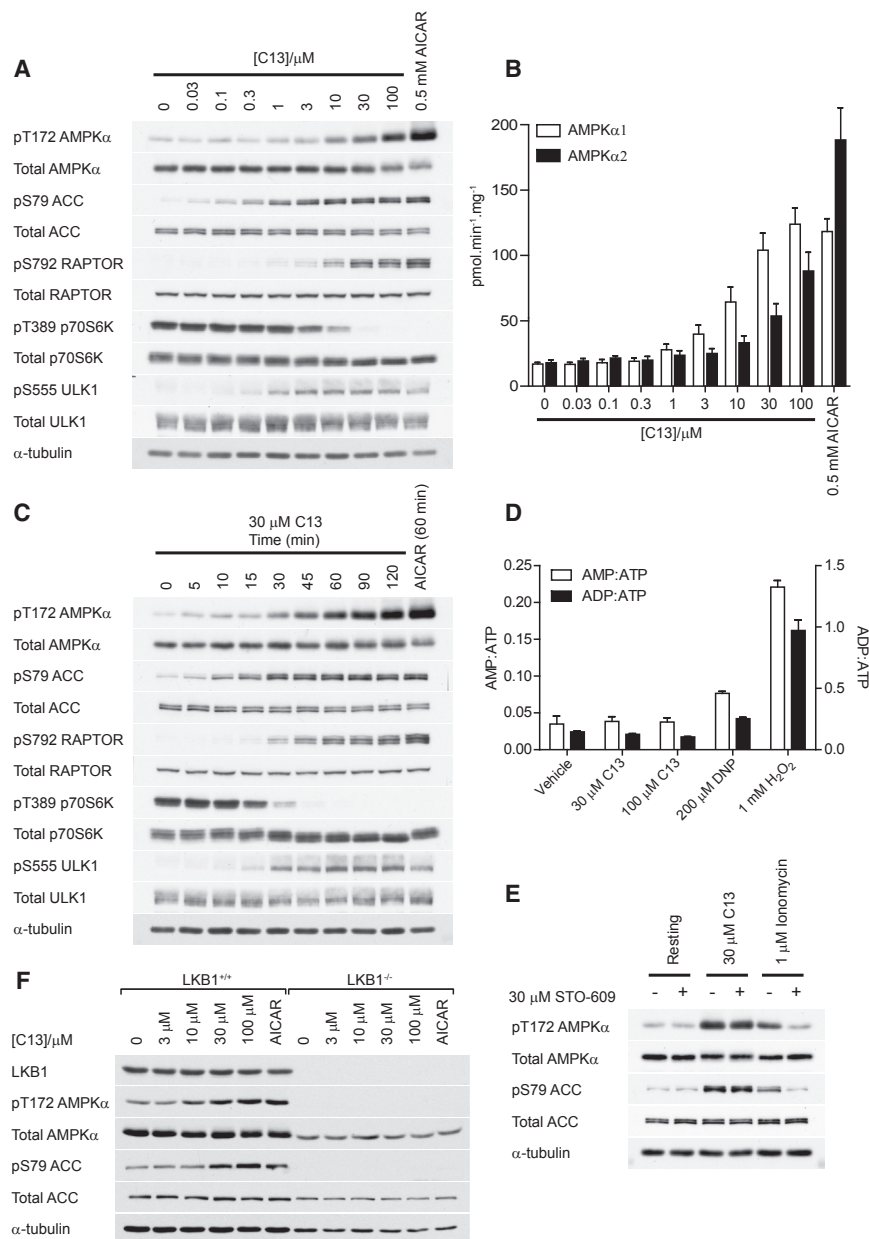 A
[C13]/μM
0 0.03 0.1 0.3 1 3 10 30 100 0.5 mM AICAR
pT172 AMPKα
Total AMPKα
pS79 ACC
Total ACC
pS792 RAPTOR
Total RAPTOR
pT389 p70S6K
Total p70S6K
pS555 ULK1
Total ULK1
α-tubulin
B
AMPKα1
AMPKα2
pmol.min⁻¹.mg⁻¹
200
150
100
50
0
0 0.03 0.1 0.3 1 3 10 30 100 0.5 mM AICAR
[C13]/μM
C
30 μM C13
Time (min)
0 5 10 15 30 45 60 90 120 AICAR (60 min)
pT172 AMPKα
Total AMPKα
pS79 ACC
Total ACC
pS792 RAPTOR
Total RAPTOR
pT389 p70S6K
Total p70S6K
pS555 ULK1
Total ULK1
α-tubulin
D
AMP:ATP
ADP:ATP
AMP:ATP
0.25
0.20
0.15
0.10
0.05
0.00
ADP:ATP
1.5
1.0
0.5
0.0
Vehicle
30 μM C13
100 μM C13
200 μM DNP
1 mM H₂O₂
E
Resting 30 μM C13 1 μM Ionomycin
30 μM STO-609 - + - + - +
pT172 AMPKα
Total AMPKα
pS79 ACC
Total ACC
α-tubulin
F
LKB1⁺/⁺ LKB1⁻/⁻
[C13]/μM 0 3 μM 10 μM 30 μM 100 μM AICAR 0 3 μM 10 μM 30 μM 100 μM AICAR
LKB1
pT172 AMPKα
Total AMPKα
pS79 ACC
Total ACC
α-tubulin